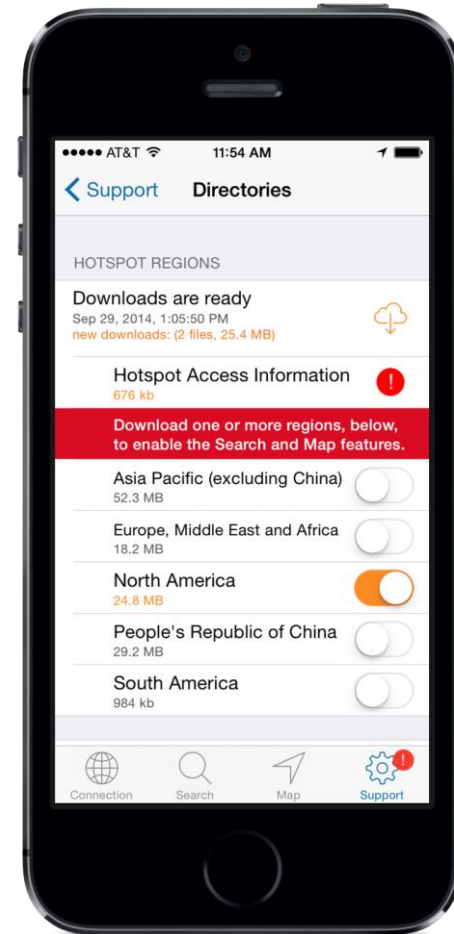 AT&T 11:54 AM
Support Directories
HOTSPOT REGIONS
Downloads are ready
Sep 29, 2014, 1:05:50 PM
new downloads: (2 files, 25.4 MB)
Hotspot Access Information
!
676 kb
Download one or more regions, below,
to enable the Search and Map features.
Asia Pacific (excluding China)
52.3 MB
Europe, Middle East and Africa
18.2 MB
North America
24.8 MB
People's Republic of China
29.2 MB
South America
984 kb
!
Connection Search Map Support